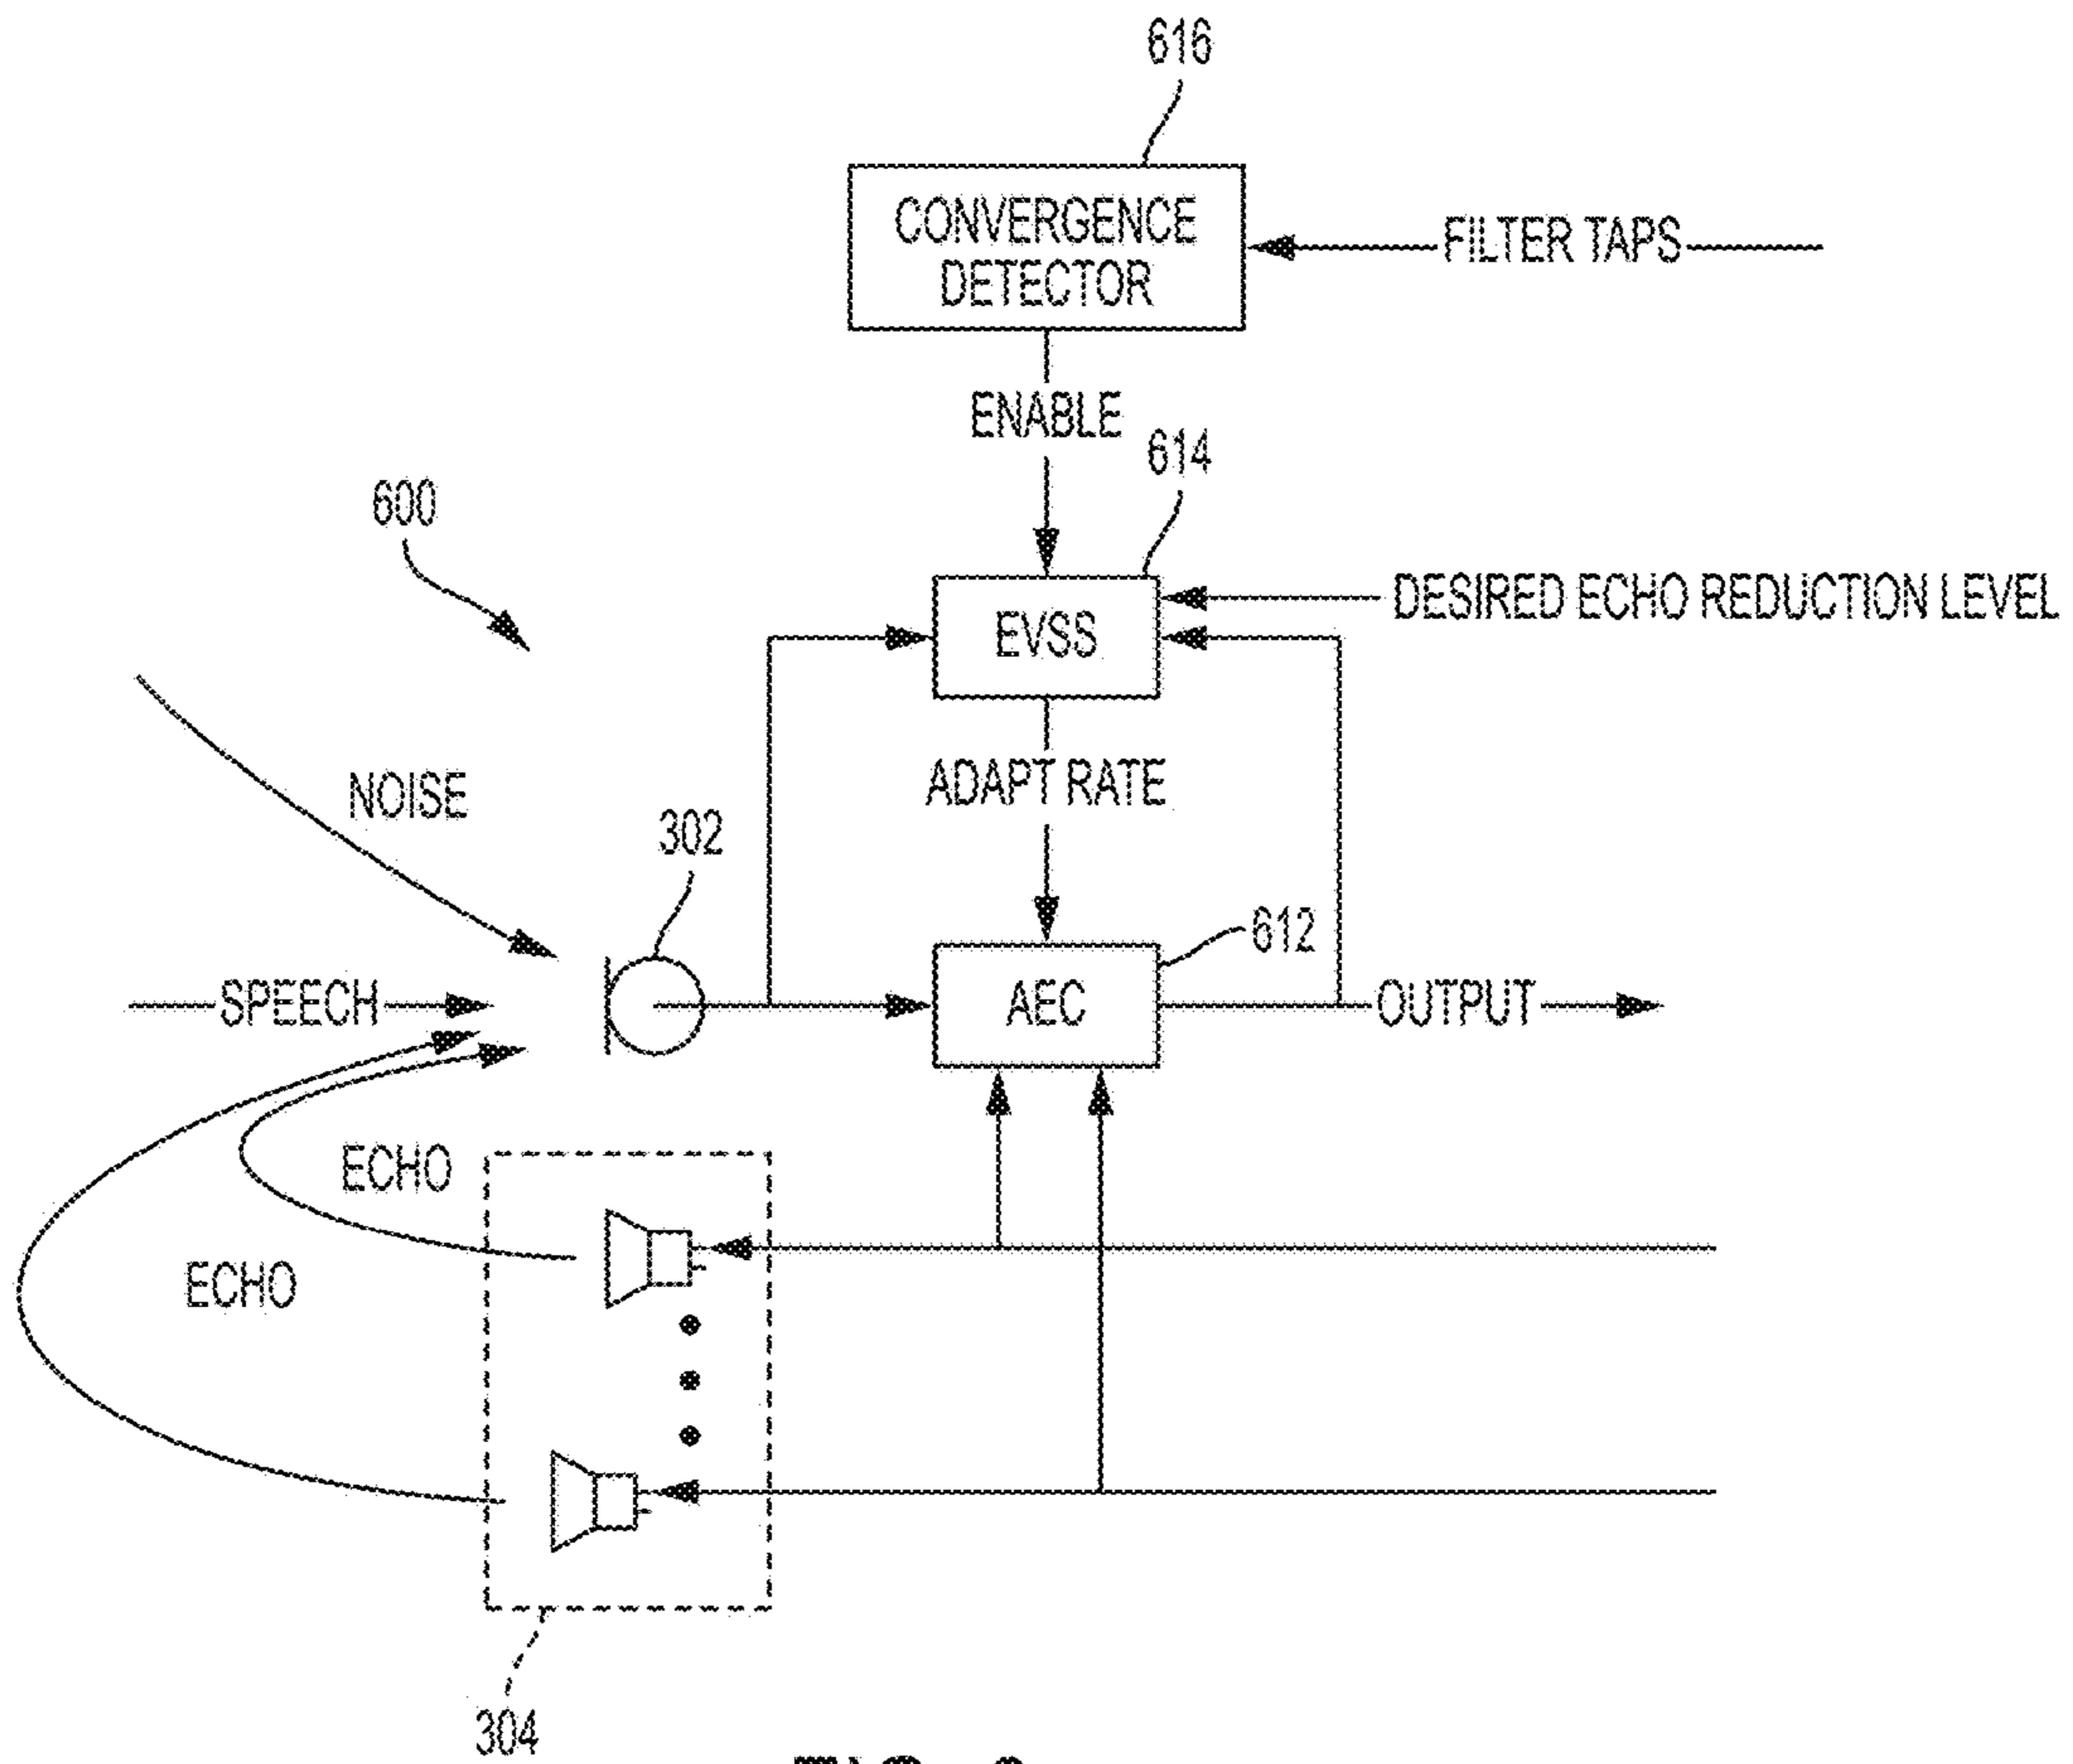 616
CONVERGENCE
DETECTOR
FILTER TAPS
ENABLE
614
600
EVSS
DESIRED ECHO REDUCTION LEVEL
NOISE
ADAPT RATE
302
612
SPEECH
AEC
OUTPUT
ECHO
ECHO
304